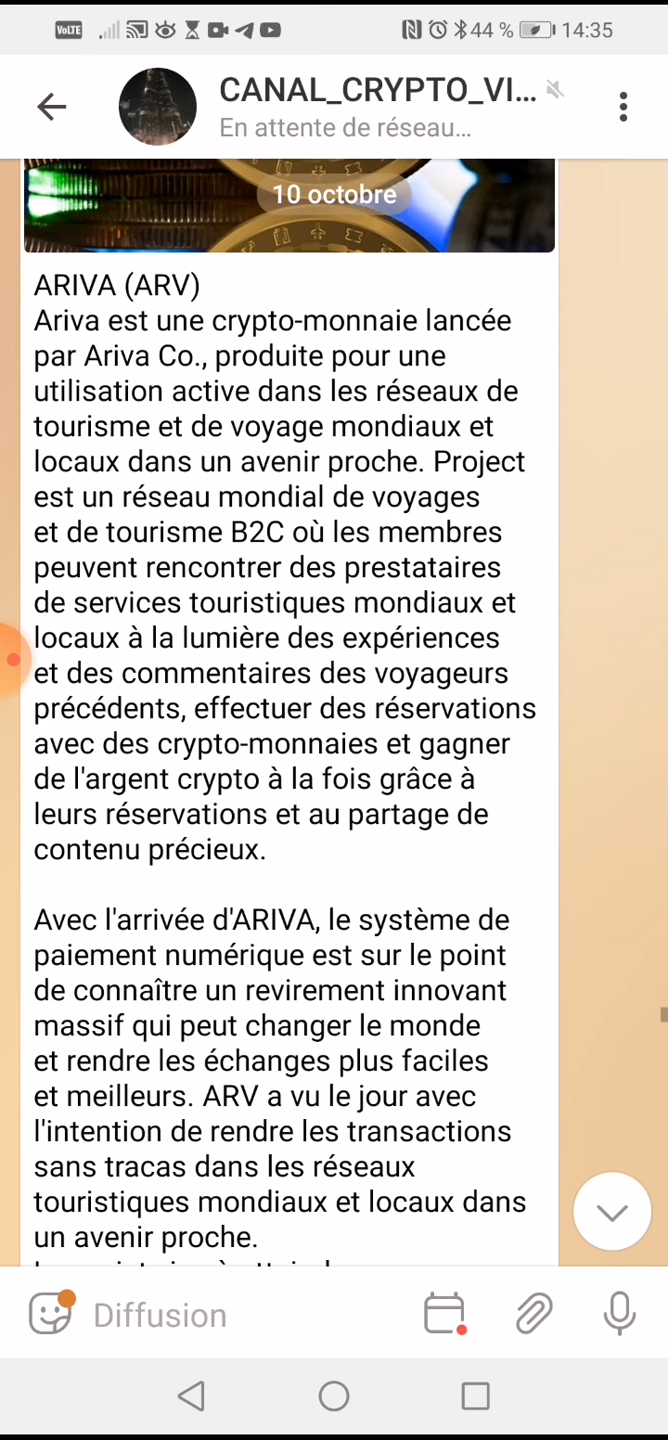 VoLTE 44 % 14:35
CANAL_CRYPTO_VI...
En attente de réseau...
10 octobre
ARIVA (ARV)
Ariva est une crypto-monnaie lancée
par Ariva Co., produite pour une
utilisation active dans les réseaux de
tourisme et de voyage mondiaux et
locaux dans un avenir proche. Project
est un réseau mondial de voyages
et de tourisme B2C où les membres
peuvent rencontrer des prestataires
de services touristiques mondiaux et
locaux à la lumière des expériences
et des commentaires des voyageurs
précédents, effectuer des réservations
avec des crypto-monnaies et gagner
de l'argent crypto à la fois grâce à
leurs réservations et au partage de
contenu précieux.
Avec l'arrivée d'ARIVA, le système de
paiement numérique est sur le point
de connaître un revirement innovant
massif qui peut changer le monde
et rendre les échanges plus faciles
et meilleurs. ARV a vu le jour avec
l'intention de rendre les transactions
sans tracas dans les réseaux
touristiques mondiaux et locaux dans
un avenir proche.
Diffusion